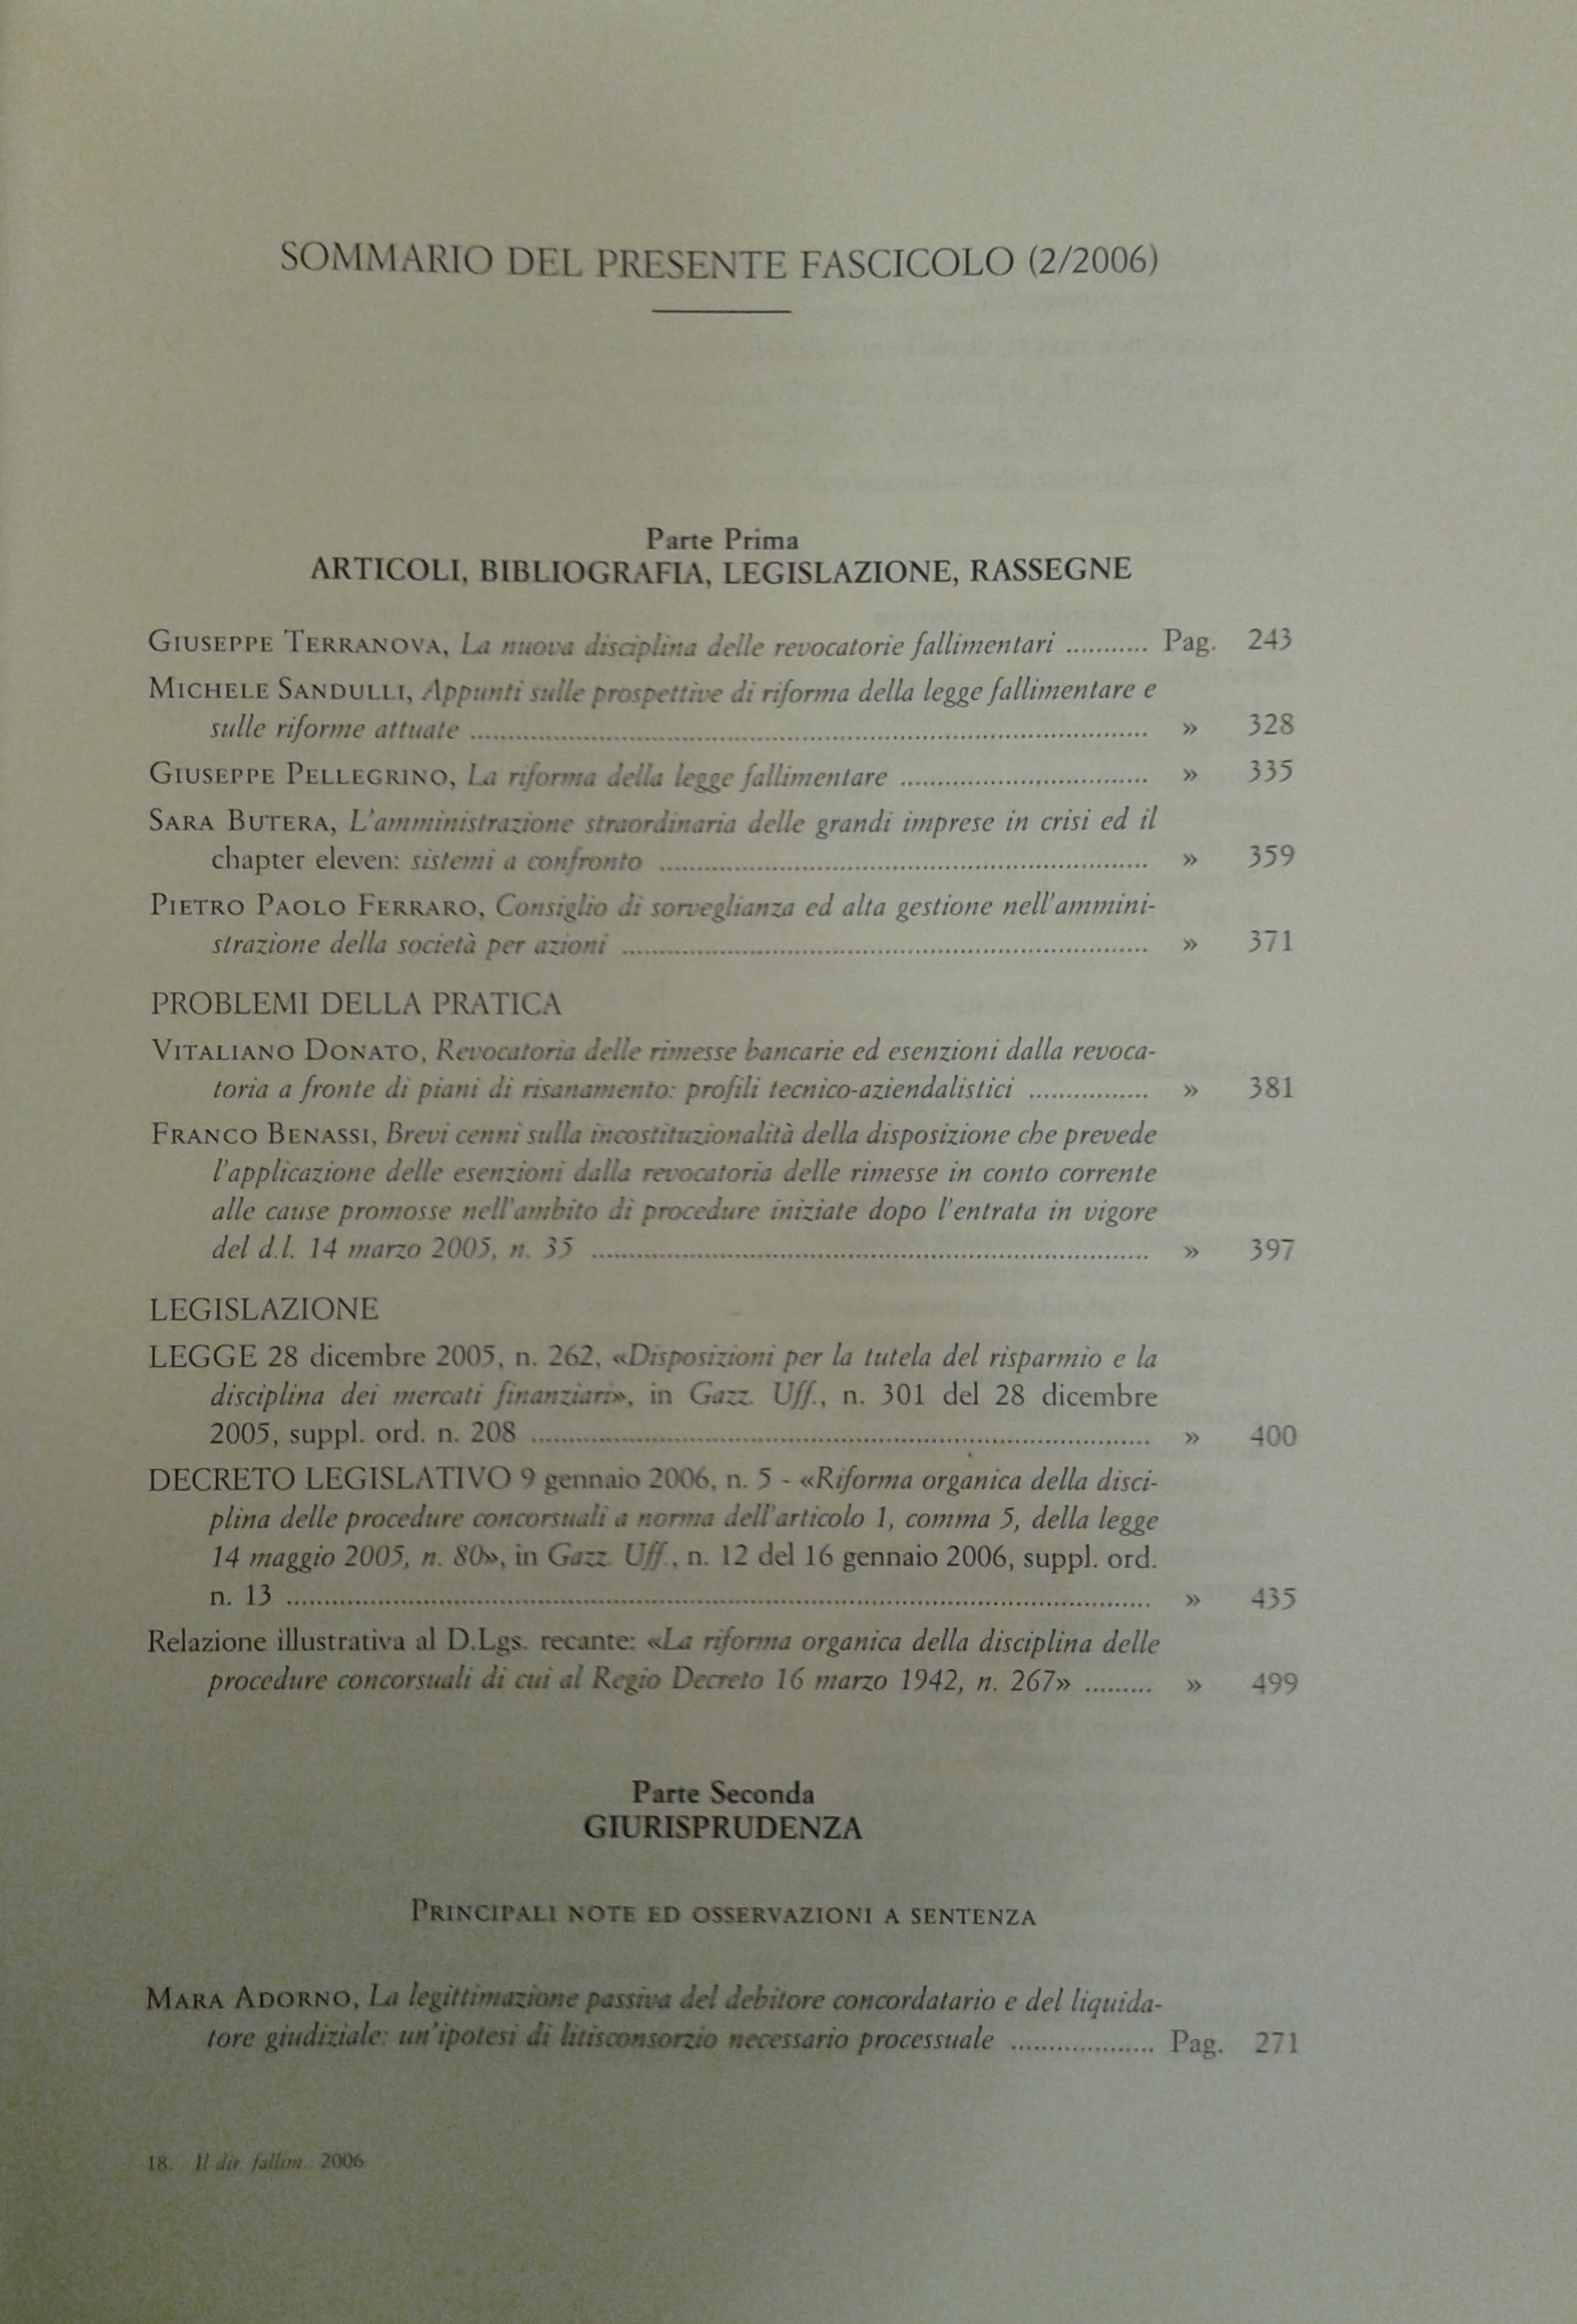 SOMMARIO DEL PRESENTE FASCICOLO (2/2006)
Parte Prima
ARTICOLI, BIBLIOGRAFIA, LEGISLAZIONE, RASSEGNE
GIUSEPPE TERRANOVA, La nuova disciplina delle revocatorie fallimentari ........... Pag. 243
MICHELE SANDULLI, Appunti sulle prospettive di riforma della legge fallimentare e
sulle riforme attuate .......................................................................................... » 328
GIUSEPPE PELLEGRINO, La riforma della legge fallimentare ................................. » 335
SARA BUTERA, L'amministrazione straordinaria delle grandi imprese in crisi ed il
chapter eleven: sistemi a confronto ................................................................. » 359
PIETRO PAOLO FERRARO, Consiglio di sorveglianza ed alta gestione nell'ammini-
strazione della società per azioni ...................................................................... » 371
PROBLEMI DELLA PRATICA
VITALIANO DONATO, Revocatoria delle rimesse bancarie ed esenzioni dalla revoca-
toria a fronte di piani di risanamento: profili tecnico-aziendalistici ................ » 381
FRANCO BENASSI, Brevi cenni sulla incostituzionalità della disposizione che prevede
l'applicazione delle esenzioni dalla revocatoria delle rimesse in conto corrente
alle cause promosse nell'ambito di procedure iniziate dopo l'entrata in vigore
del d.l. 14 marzo 2005, n. 35 .......................................................................... » 397
LEGISLAZIONE
LEGGE 28 dicembre 2005, n. 262, «Disposizioni per la tutela del risparmio e la
disciplina dei mercati finanziari», in Gazz. Uff., n. 301 del 28 dicembre
2005, suppl. ord. n. 208 .................................................................................. » 400
DECRETO LEGISLATIVO 9 gennaio 2006, n. 5 - «Riforma organica della disci-
plina delle procedure concorsuali a norma dell'articolo 1, comma 5, della legge
14 maggio 2005, n. 80», in Gazz. Uff., n. 12 del 16 gennaio 2006, suppl. ord.
n. 13 ................................................................................................................... » 435
Relazione illustrativa al D.Lgs. recante: «La riforma organica della disciplina delle
procedure concorsuali di cui al Regio Decreto 16 marzo 1942, n. 267» ......... » 499
Parte Seconda
GIURISPRUDENZA
PRINCIPALI NOTE ED OSSERVAZIONI A SENTENZA
MARA ADORNO, La legittimazione passiva del debitore concordatario e del liquida-
tore giudiziale: un'ipotesi di litisconsorzio necessario processuale ................... Pag. 271
18. Il dir. fallim. 2006